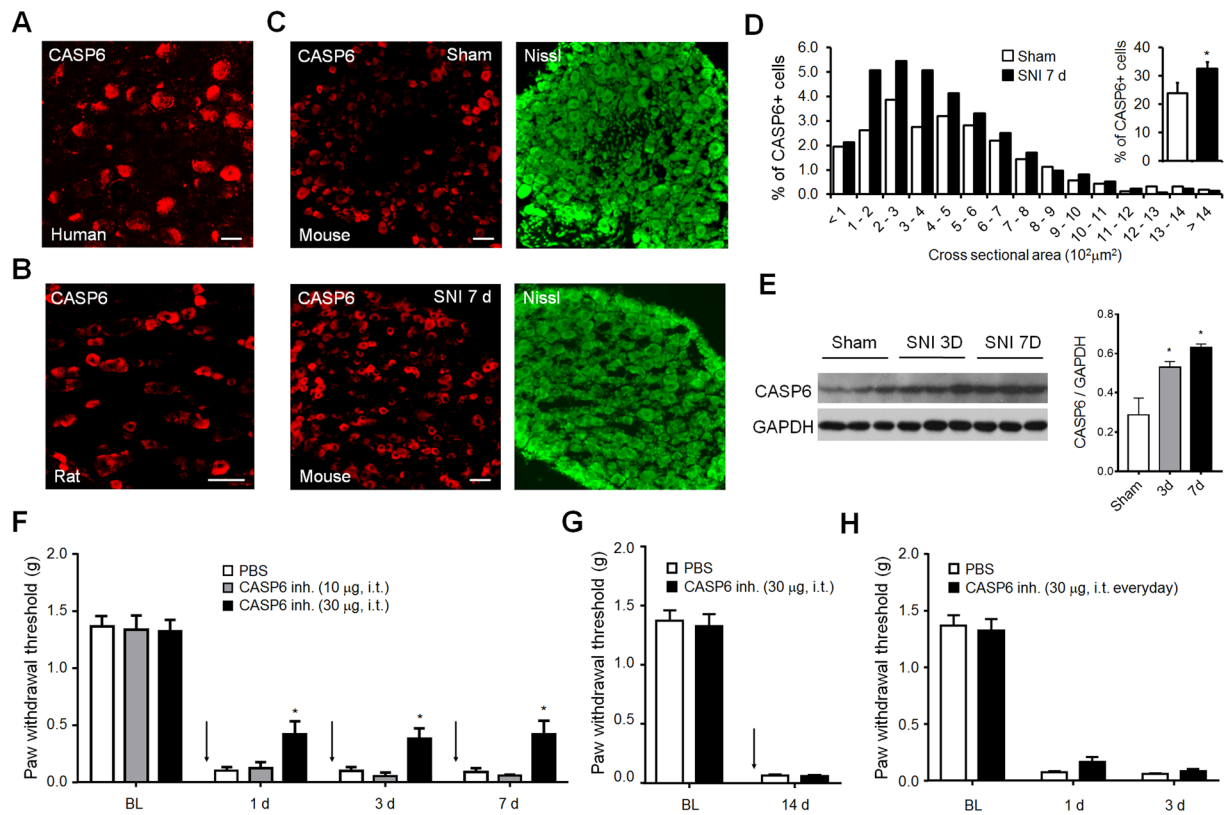 A
CASP6
Human
B
CASP6
Rat
C
CASP6
Sham
Mouse
Nissl
CASP6
SNI 7 d
Mouse
Nissl
D
% of CASP6+ cells
6.0
5.0
4.0
3.0
2.0
1.0
0.0
Sham
SNI 7 d
< 1
1 - 2
2 - 3
3 - 4
4 - 5
5 - 6
6 - 7
7 - 8
8 - 9
9 - 10
10 - 11
11 - 12
12 - 13
13 - 14
> 14
Cross sectional area (10²µm²)
% of CASP6+ cells
40
30
20
10
0
*
E
Sham
SNI 3D
SNI 7D
CASP6
GAPDH
CASP6 / GAPDH
0.8
0.6
0.4
0.2
0.0
*
*
Sham
3d
7d
F
Paw withdrawal threshold (g)
2.0
1.5
1.0
0.5
0.0
PBS
CASP6 inh. (10 µg, i.t.)
CASP6 inh. (30 µg, i.t.)
*
*
*
BL
1 d
3 d
7 d
G
Paw withdrawal threshold (g)
2.0
1.5
1.0
0.5
0.0
PBS
CASP6 inh. (30 µg, i.t.)
BL
14 d
H
Paw withdrawal threshold (g)
2.0
1.5
1.0
0.5
0.0
PBS
CASP6 inh. (30 µg, i.t. everyday)
BL
1 d
3 d